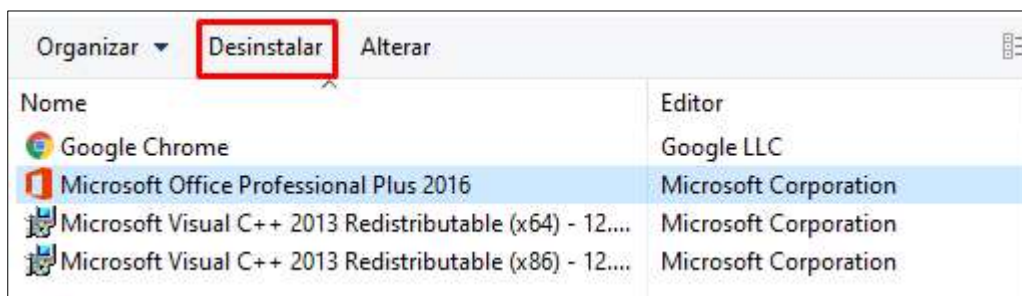 Organizar Desinstalar Alterar
Nome Editor
Google Chrome Google LLC
Microsoft Office Professional Plus 2016 Microsoft Corporation
Microsoft Visual C++ 2013 Redistributable (x64) - 12.... Microsoft Corporation
Microsoft Visual C++ 2013 Redistributable (x86) - 12.... Microsoft Corporation